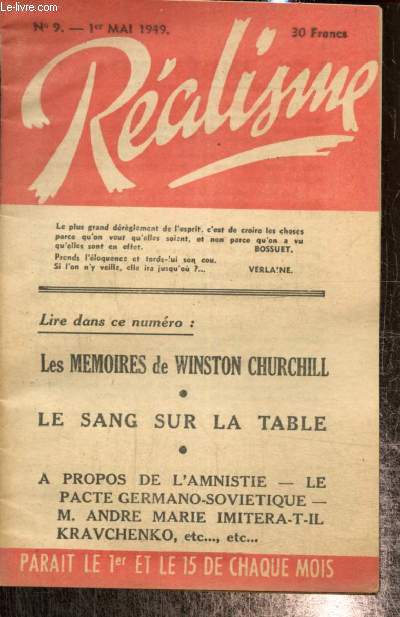 © Le-livre.com
N° 9. — 1er MAI 1949. 30 Francs
Réalisme
Le plus grand dérèglement de l'esprit, c'est de croire les choses
parce qu'on veut qu'elles soient, et non parce qu'on a vu
qu'elles sont en effet. BOSSUET.
Prends l'éloquence et tords-lui son cou.
Si l'on n'y veille, elle ira jusqu'où ?... VERLAINE.
Lire dans ce numéro :
Les MEMOIRES de WINSTON CHURCHILL
•
LE SANG SUR LA TABLE
•
A PROPOS DE L'AMNISTIE — LE
PACTE GERMANO-SOVIETIQUE —
M. ANDRE MARIE IMITERA-T-IL
KRAVCHENKO, etc..., etc...
PARAIT LE 1er ET LE 15 DE CHAQUE MOIS